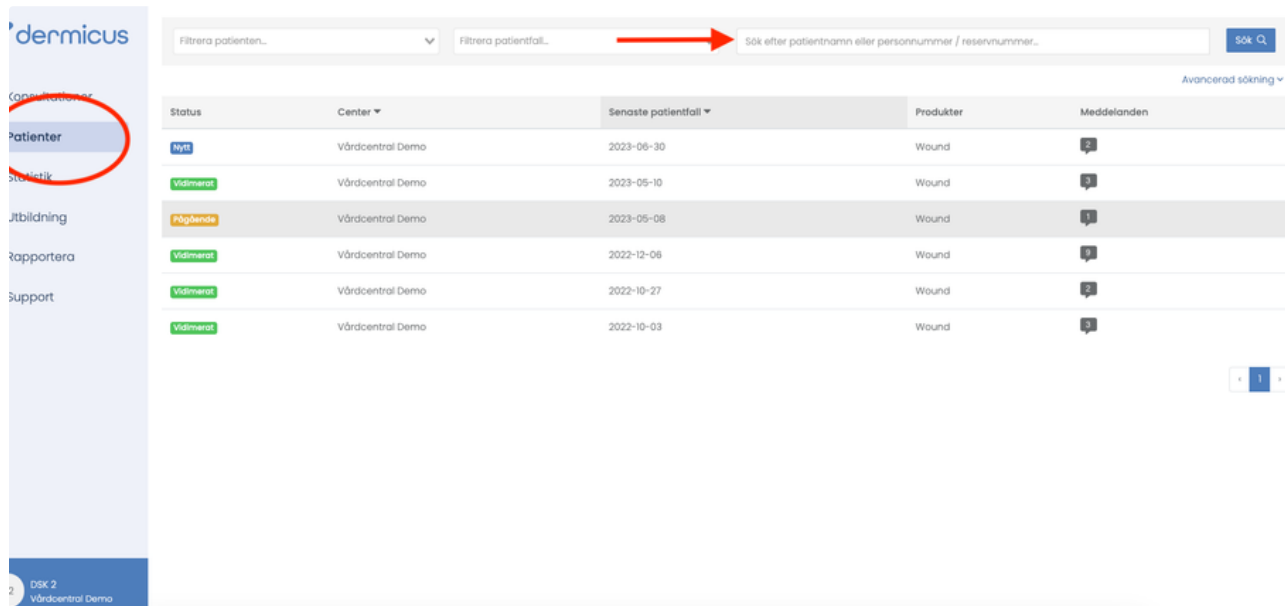 dermicus
Konsultationer
Patienter
Statistik
Utbildning
Rapportera
Support
DSK 2
Vårdcentral Demo
Filtrera patienten...
Filtrera patientfall...
Sök efter patientnamn eller personnummer / reservnummer...
Sök
Avancerad sökning
Status Center Senaste patientfall Produkter Meddelanden
Nytt Vårdcentral Demo 2023-06-30 Wound 2
Vidimerat Vårdcentral Demo 2023-05-10 Wound 3
Pågående Vårdcentral Demo 2023-05-08 Wound 1
Vidimerat Vårdcentral Demo 2022-12-06 Wound 9
Vidimerat Vårdcentral Demo 2022-10-27 Wound 2
Vidimerat Vårdcentral Demo 2022-10-03 Wound 3
‹ 1 ›